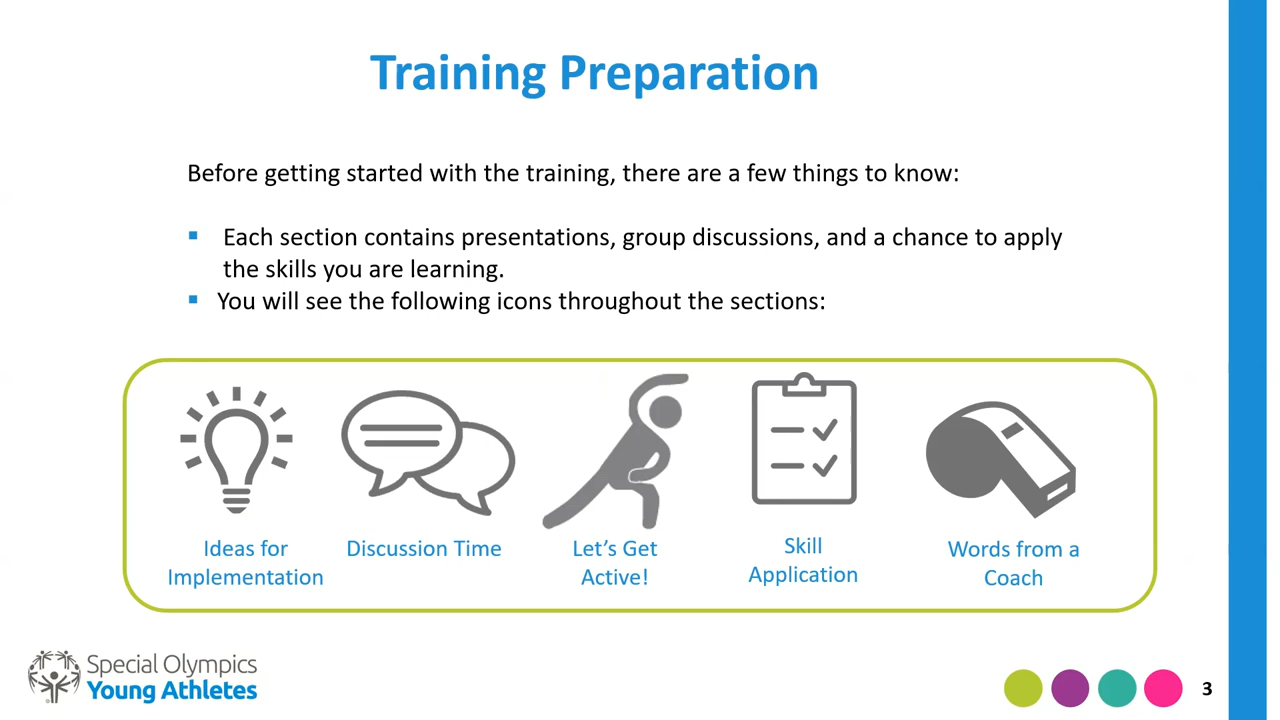 Training Preparation
Before getting started with the training, there are a few things to know:
▪ Each section contains presentations, group discussions, and a chance to apply
the skills you are learning.
▪ You will see the following icons throughout the sections:
Ideas for
Implementation
Discussion Time
Let's Get
Active!
Skill
Application
Words from a
Coach
Special Olympics
Young Athletes
3